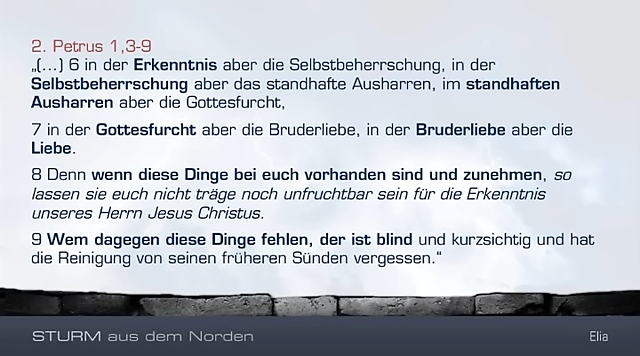 2. Petrus 1,3-9
„(...) 6 in der Erkenntnis aber die Selbstbeherrschung, in der
Selbstbeherrschung aber das standhafte Ausharren, im standhaften
Ausharren aber die Gottesfurcht,
7 in der Gottesfurcht aber die Bruderliebe, in der Bruderliebe aber die
Liebe.
8 Denn wenn diese Dinge bei euch vorhanden sind und zunehmen, so
lassen sie euch nicht träge noch unfruchtbar sein für die Erkenntnis
unseres Herrn Jesus Christus.
9 Wem dagegen diese Dinge fehlen, der ist blind und kurzsichtig und hat
die Reinigung von seinen früheren Sünden vergessen.“
STURM aus dem Norden
Elia